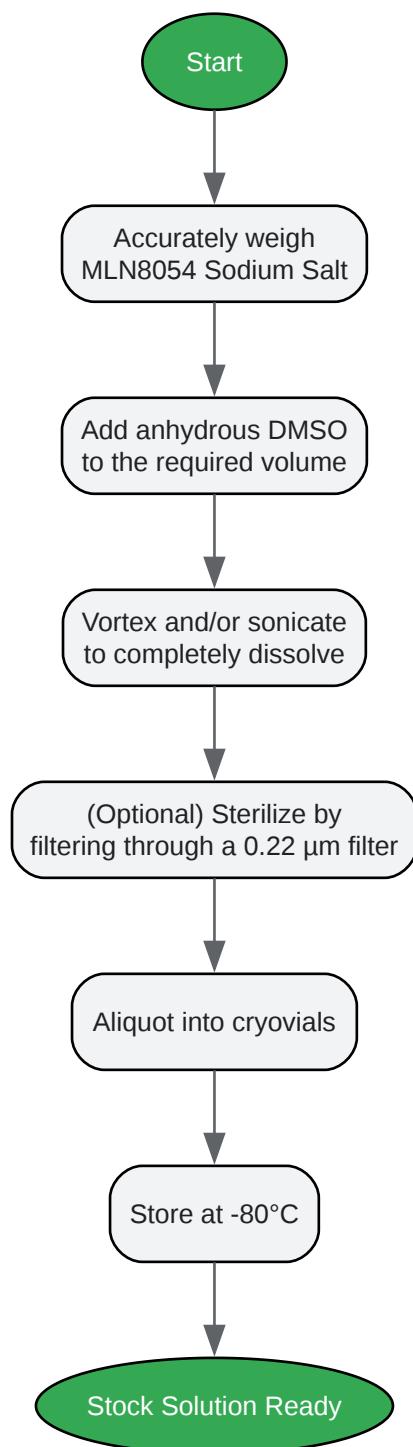 Start
Accurately weigh
MLN8054 Sodium Salt
Add anhydrous DMSO
to the required volume
Vortex and/or sonicate
to completely dissolve
(Optional) Sterilize by
filtering through a 0.22 µm filter
Aliquot into cryovials
Store at -80°C
Stock Solution Ready